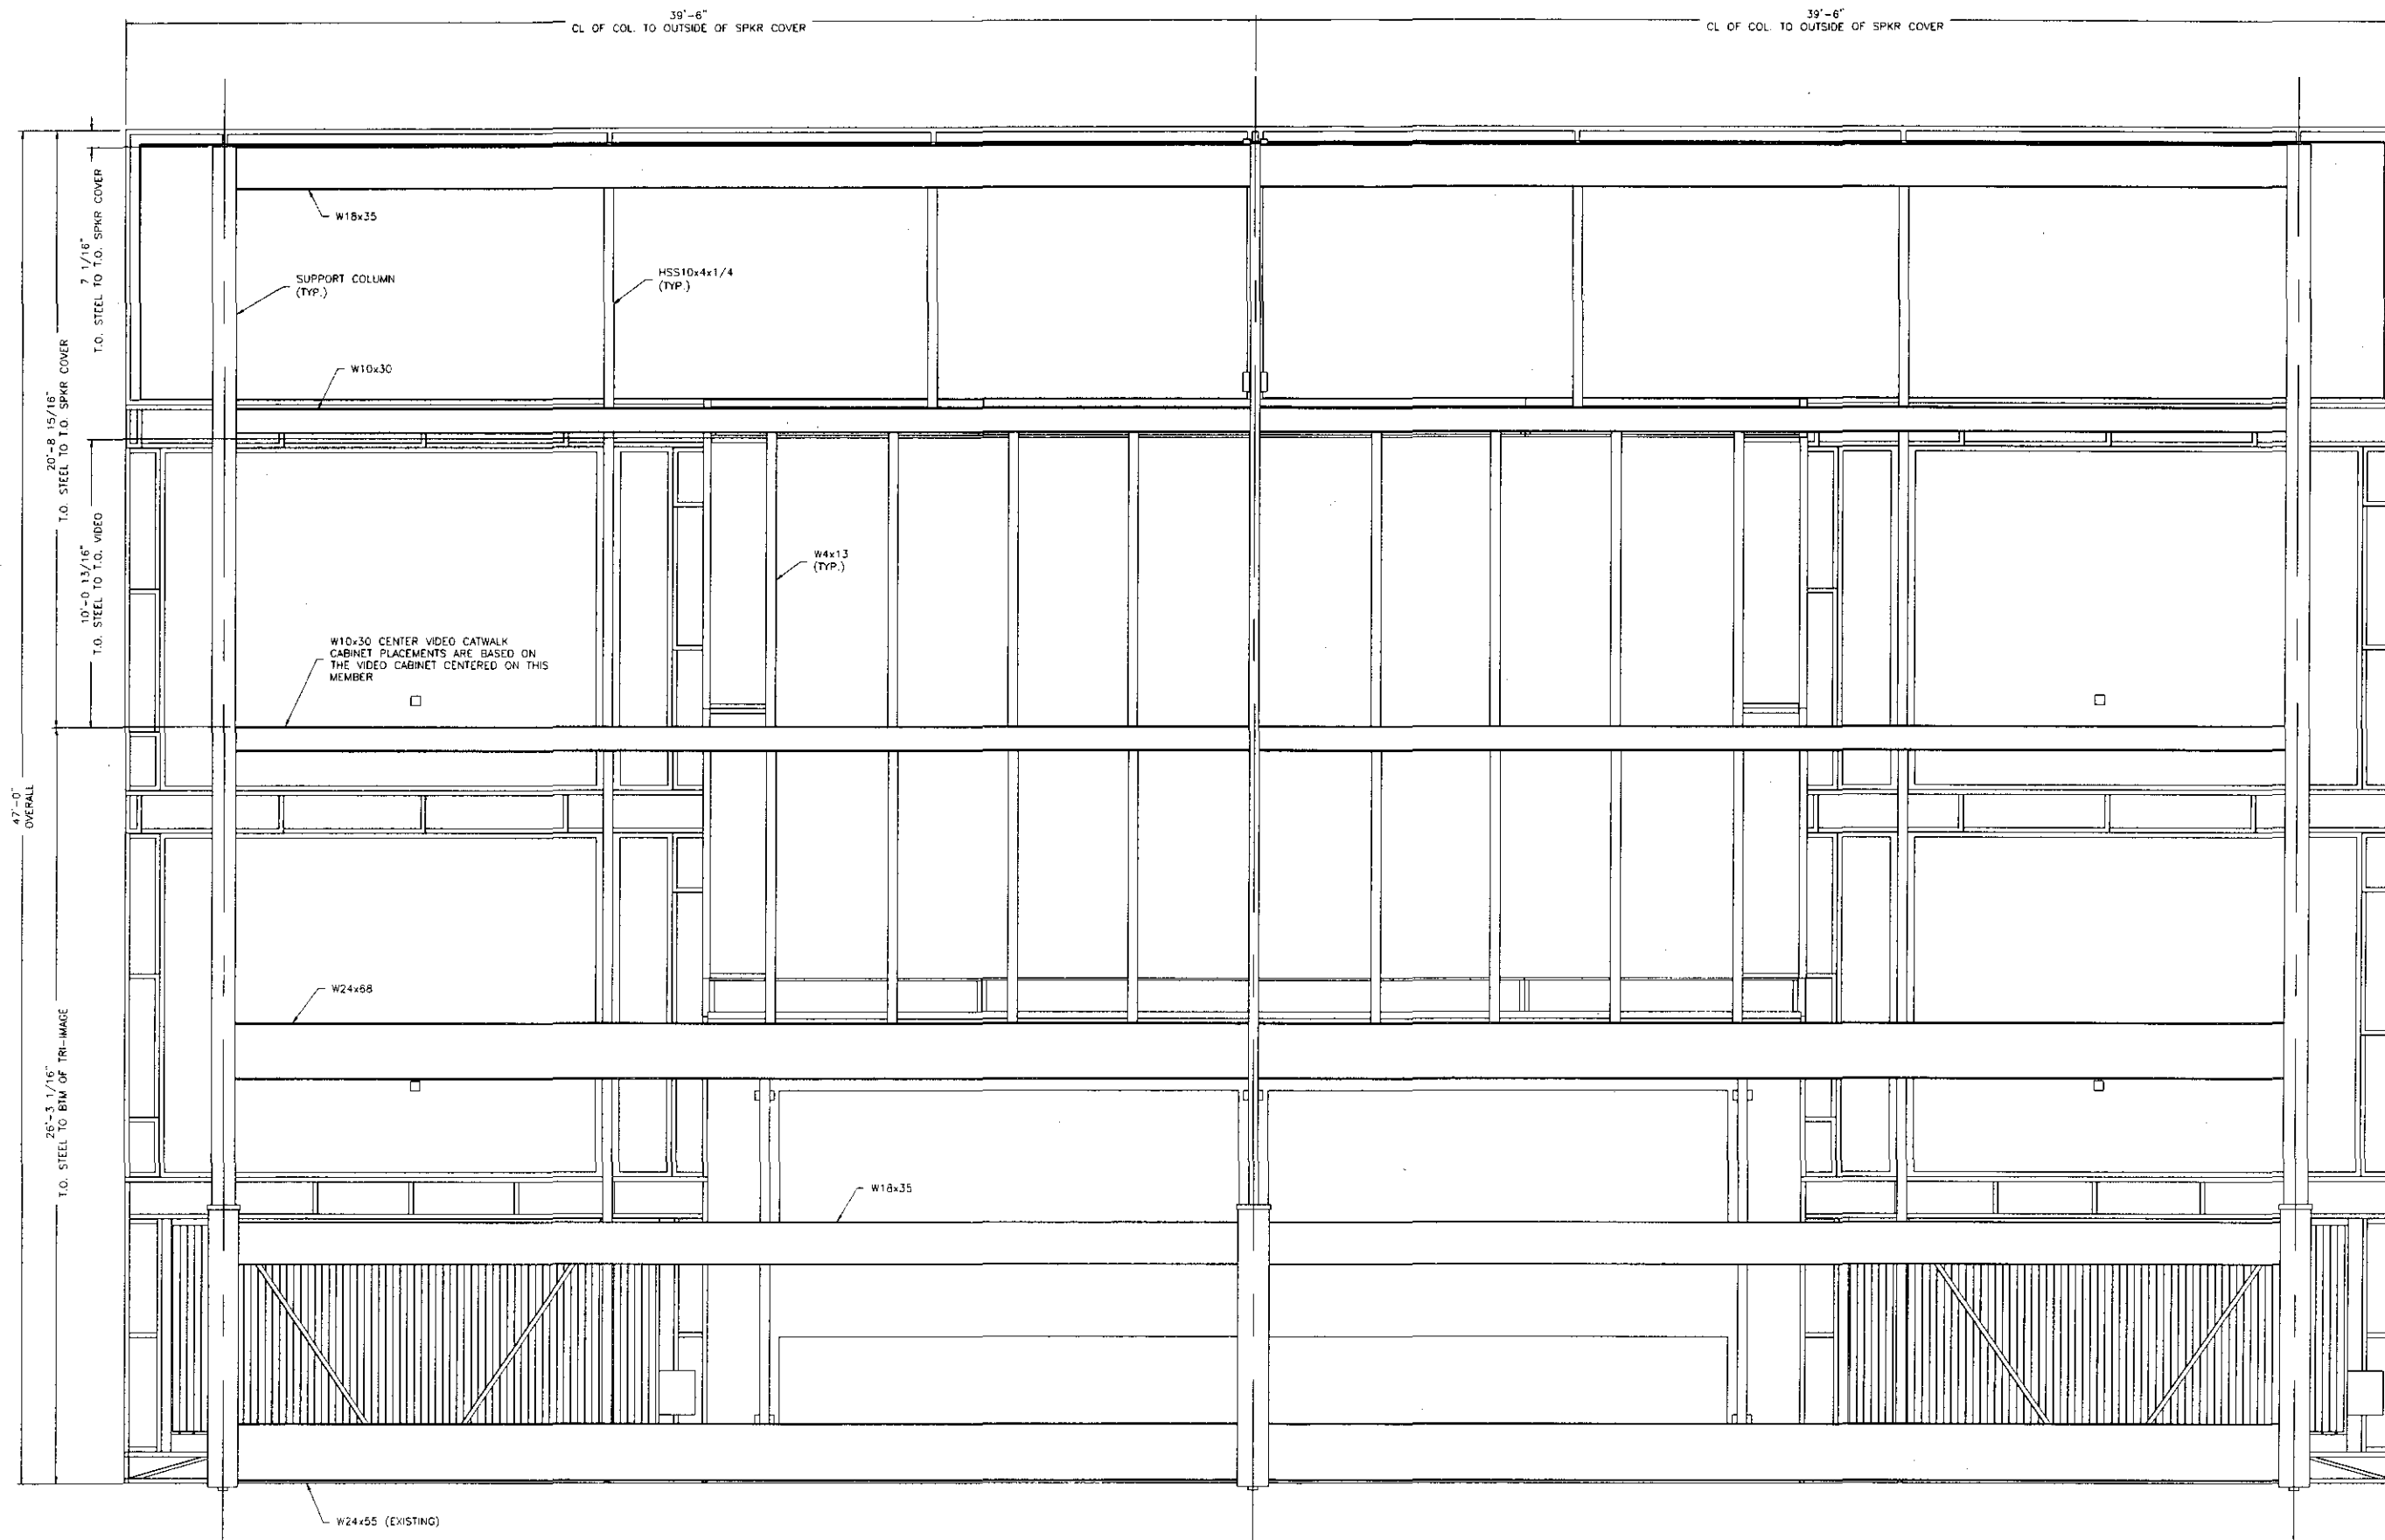 39'-6"
CL OF COL. TO OUTSIDE OF SPKR COVER
39'-6"
CL OF COL. TO OUTSIDE OF SPKR COVER
7 1/16"
T.O. STEEL TO T.O. SPKR COVER
W18x35
SUPPORT COLUMN
(TYP.)
HSS10x4x1/4
(TYP.)
W10x30
20'-8 15/16"
T.O. STEEL TO T.O. SPKR COVER
10'-0 13/16"
T.O. STEEL TO T.O. VIDEO
W4x13
(TYP.)
W10x30 CENTER VIDEO CATWALK
CABINET PLACEMENTS ARE BASED ON
THE VIDEO CABINET CENTERED ON THIS
MEMBER
47'-0"
OVERALL
W24x68
26'-3 1/16"
T.O. STEEL TO BTM OF TRI-IMAGE
W18x35
W24x55 (EXISTING)